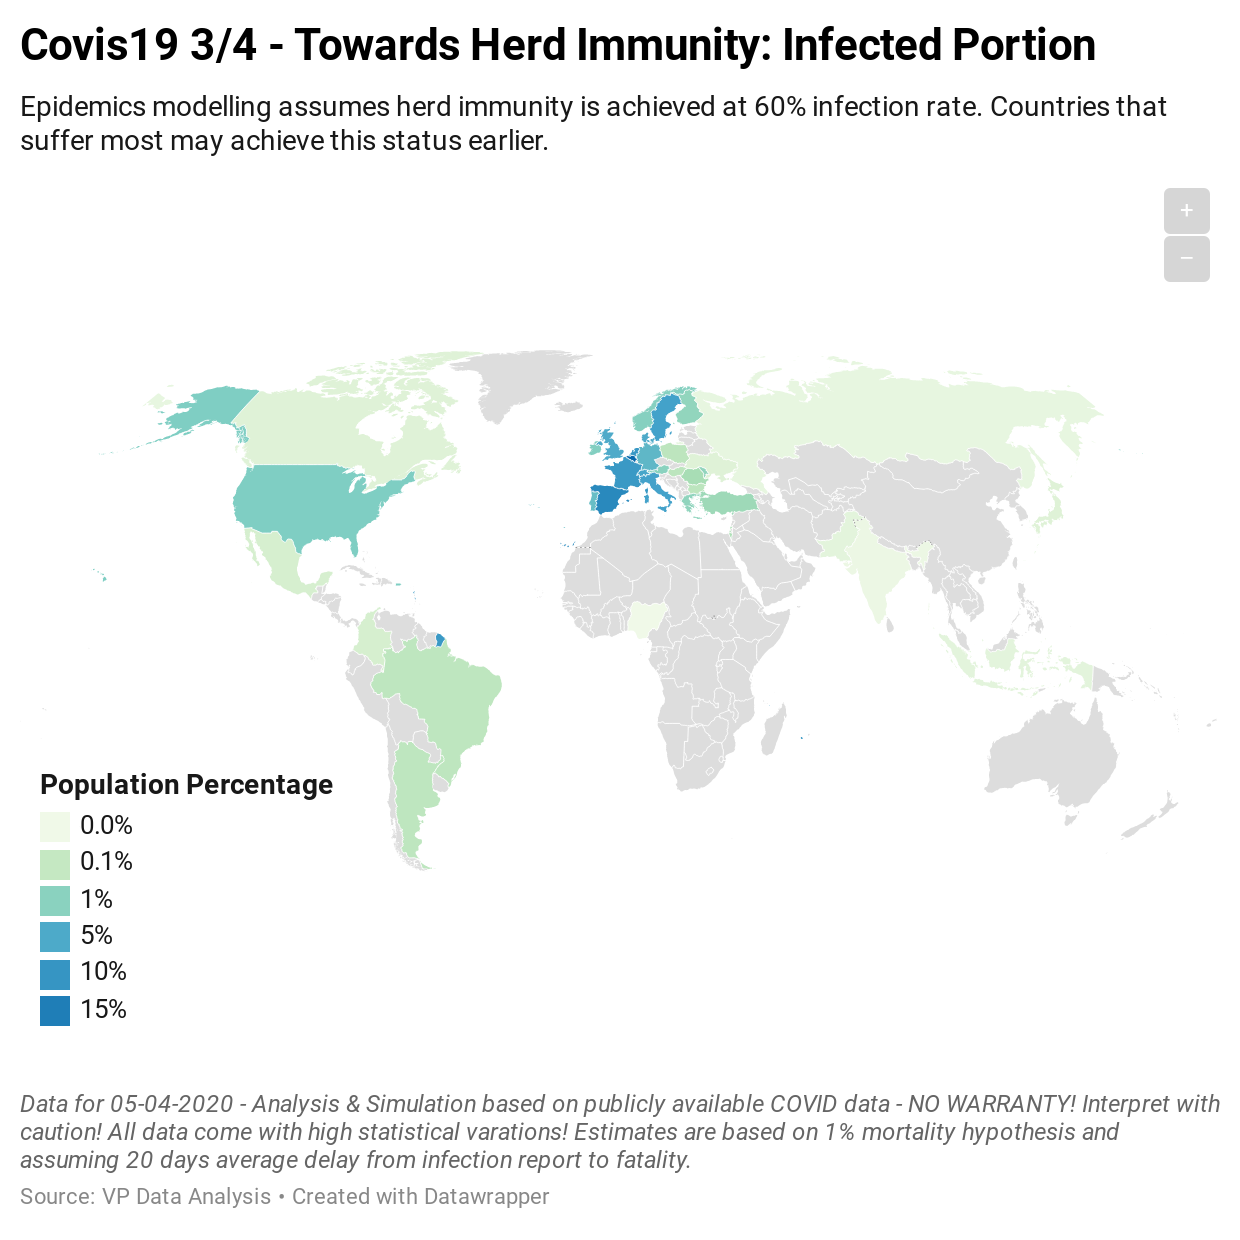 Covis19 3/4 - Towards Herd Immunity: Infected Portion
Epidemics modelling assumes herd immunity is achieved at 60% infection rate. Countries that
suffer most may achieve this status earlier.
+
−
Population Percentage
0.0%
0.1%
1%
5%
10%
15%
Data for 05-04-2020 - Analysis & Simulation based on publicly available COVID data - NO WARRANTY! Interpret with
caution! All data come with high statistical varations! Estimates are based on 1% mortality hypothesis and
assuming 20 days average delay from infection report to fatality.
Source: VP Data Analysis • Created with Datawrapper